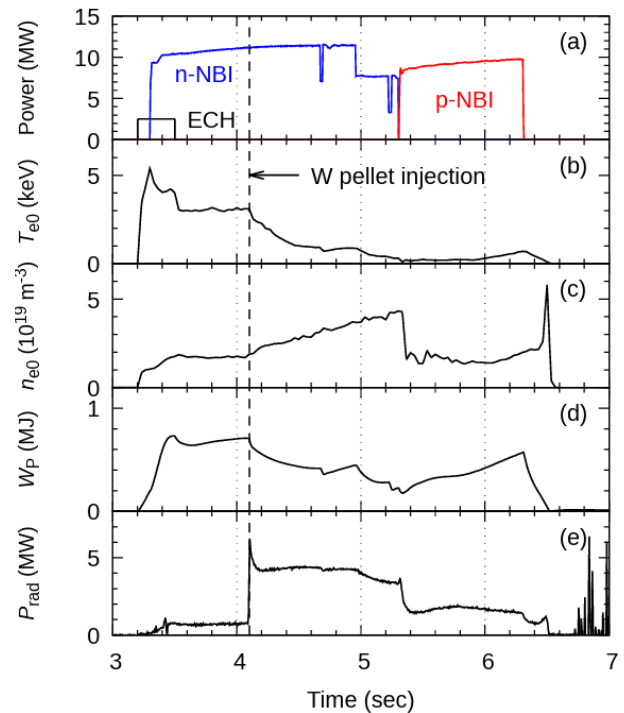 15
10
5
0
Power (MW)
(a)
n-NBI
p-NBI
ECH
5
0
Te0 (keV)
(b)
W pellet injection
5
0
ne0 (10^19 m^-3)
(c)
1
0
WP (MJ)
(d)
5
0
Prad (MW)
(e)
3 4 5 6 7
Time (sec)